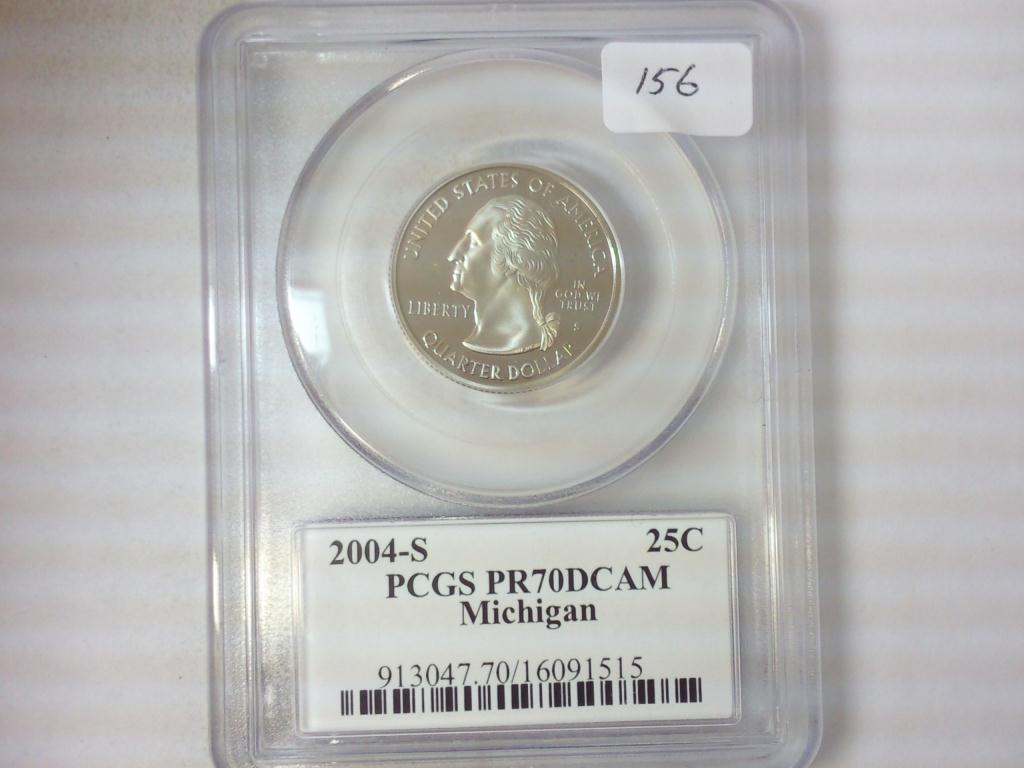 156
UNITED STATES OF AMERICA
LIBERTY
IN
GOD WE
TRUST
S
QUARTER DOLLAR
2004-S 25C
PCGS PR70DCAM
Michigan
913047.70/16091515